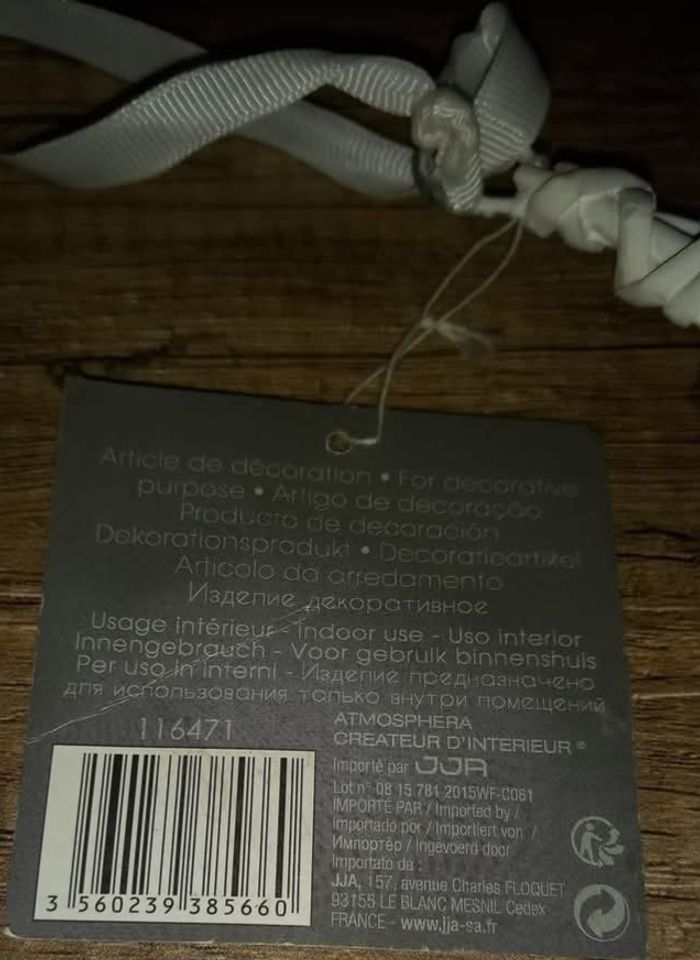 Article de décoration • For decorative
purpose • Artigo de decoração
Producto de decoración
Dekorationsprodukt • Decoratieartikel
Articolo da arredamento
Изделие декоративное
Usage intérieur - Indoor use - Uso interior
Innengebrauch - Voor gebruik binnenshuis
Per uso in interni - Изделие предназначено
для использования только внутри помещений
116471
3 560239 385660
ATMOSPHERA
CREATEUR D'INTERIEUR ®
Importé par JJA
Lot n° 08 15 781 2015WF-C061
IMPORTE PAR / Imported by /
Importado por / Importiert von /
Импортёр / Ingevoerd door
Importato da :
JJA, 157, avenue Charles FLOQUET
93155 LE BLANC MESNIL Cedex
FRANCE - www.jja-sa.fr